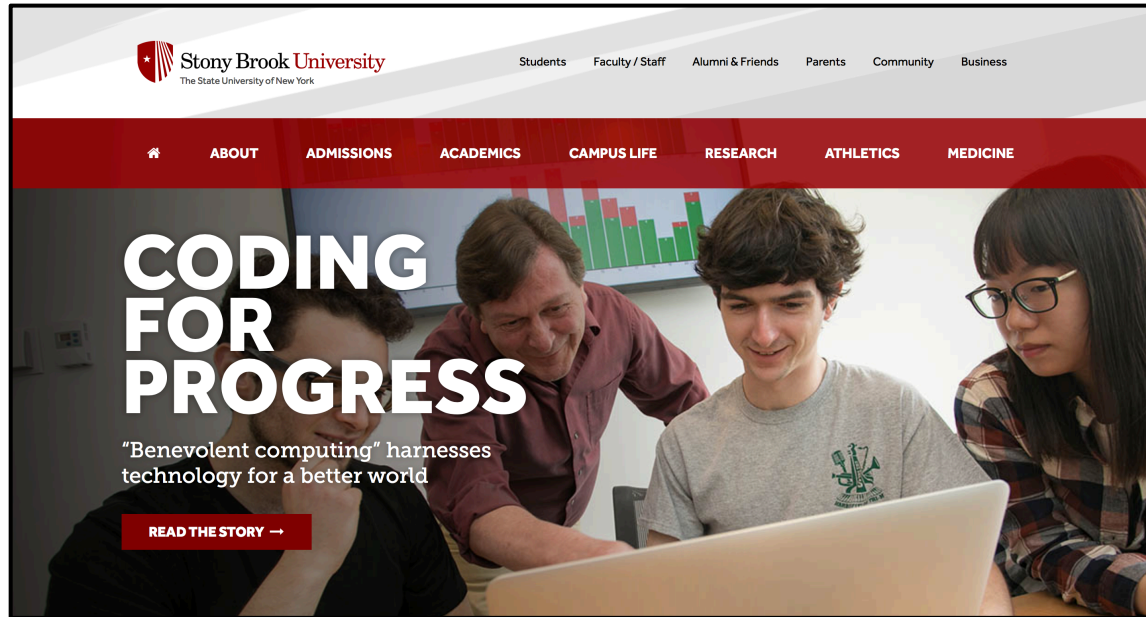 Stony Brook University
The State University of New York
Students Faculty / Staff Alumni & Friends Parents Community Business
ABOUT ADMISSIONS ACADEMICS CAMPUS LIFE RESEARCH ATHLETICS MEDICINE
CODING
FOR
PROGRESS
“Benevolent computing” harnesses
technology for a better world
READ THE STORY →